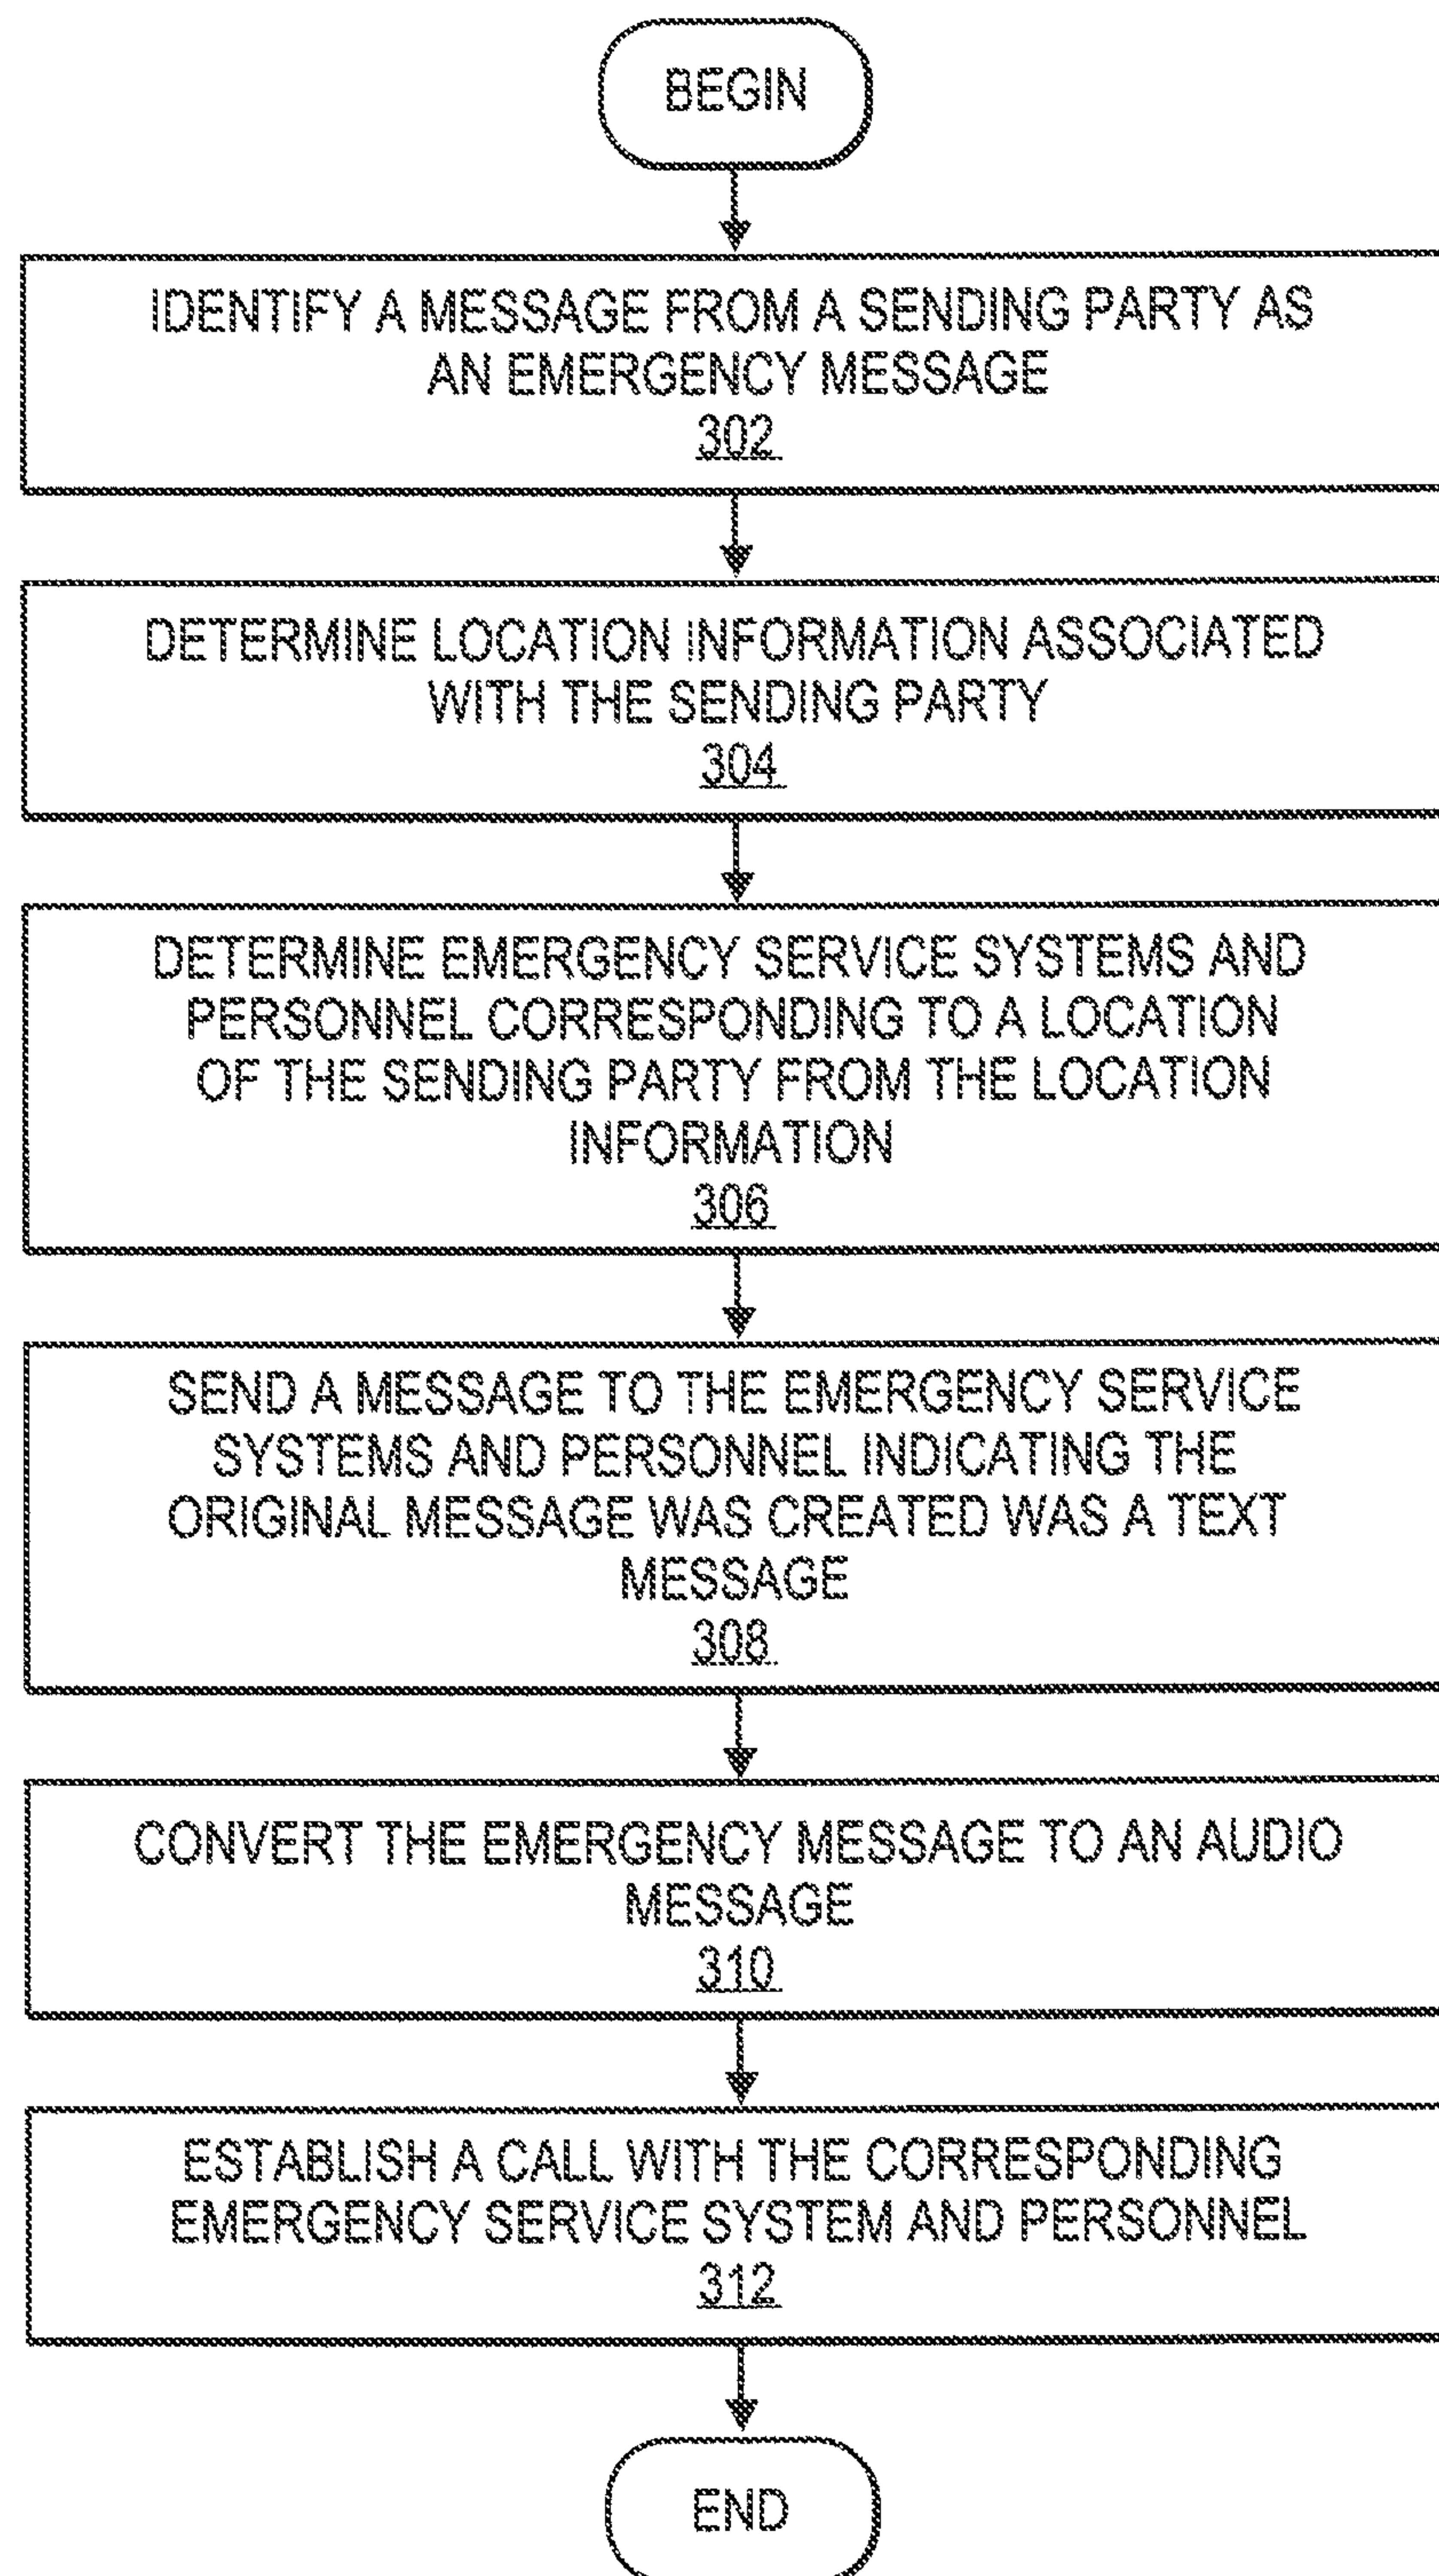 BEGIN
IDENTIFY A MESSAGE FROM A SENDING PARTY AS
AN EMERGENCY MESSAGE
302
DETERMINE LOCATION INFORMATION ASSOCIATED
WITH THE SENDING PARTY
304
DETERMINE EMERGENCY SERVICE SYSTEMS AND
PERSONNEL CORRESPONDING TO A LOCATION
OF THE SENDING PARTY FROM THE LOCATION
INFORMATION
306
SEND A MESSAGE TO THE EMERGENCY SERVICE
SYSTEMS AND PERSONNEL INDICATING THE
ORIGINAL MESSAGE WAS CREATED WAS A TEXT
MESSAGE
308
CONVERT THE EMERGENCY MESSAGE TO AN AUDIO
MESSAGE
310
ESTABLISH A CALL WITH THE CORRESPONDING
EMERGENCY SERVICE SYSTEM AND PERSONNEL
312
END